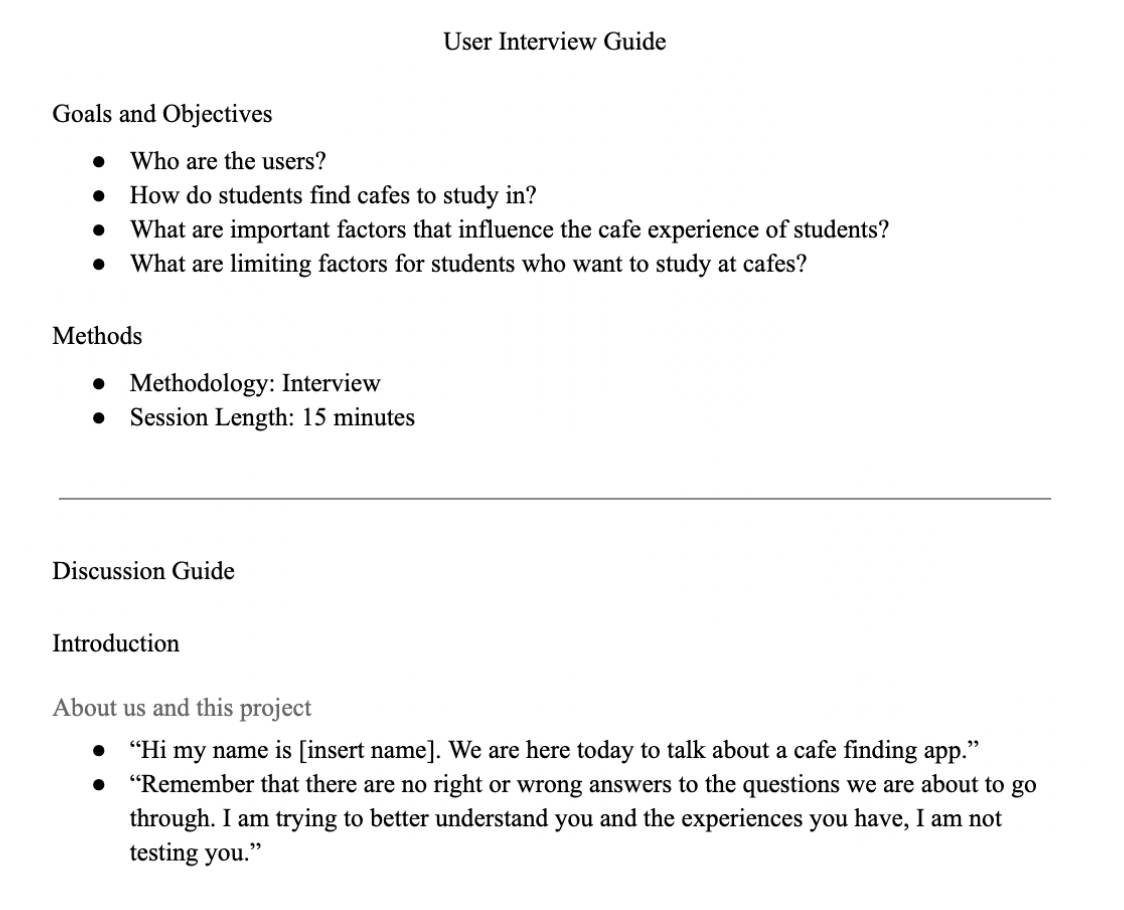 User Interview Guide
Goals and Objectives
● Who are the users?
● How do students find cafes to study in?
● What are important factors that influence the cafe experience of students?
● What are limiting factors for students who want to study at cafes?
Methods
● Methodology: Interview
● Session Length: 15 minutes
Discussion Guide
Introduction
About us and this project
● “Hi my name is [insert name]. We are here today to talk about a cafe finding app.”
● “Remember that there are no right or wrong answers to the questions we are about to go
through. I am trying to better understand you and the experiences you have, I am not
testing you.”